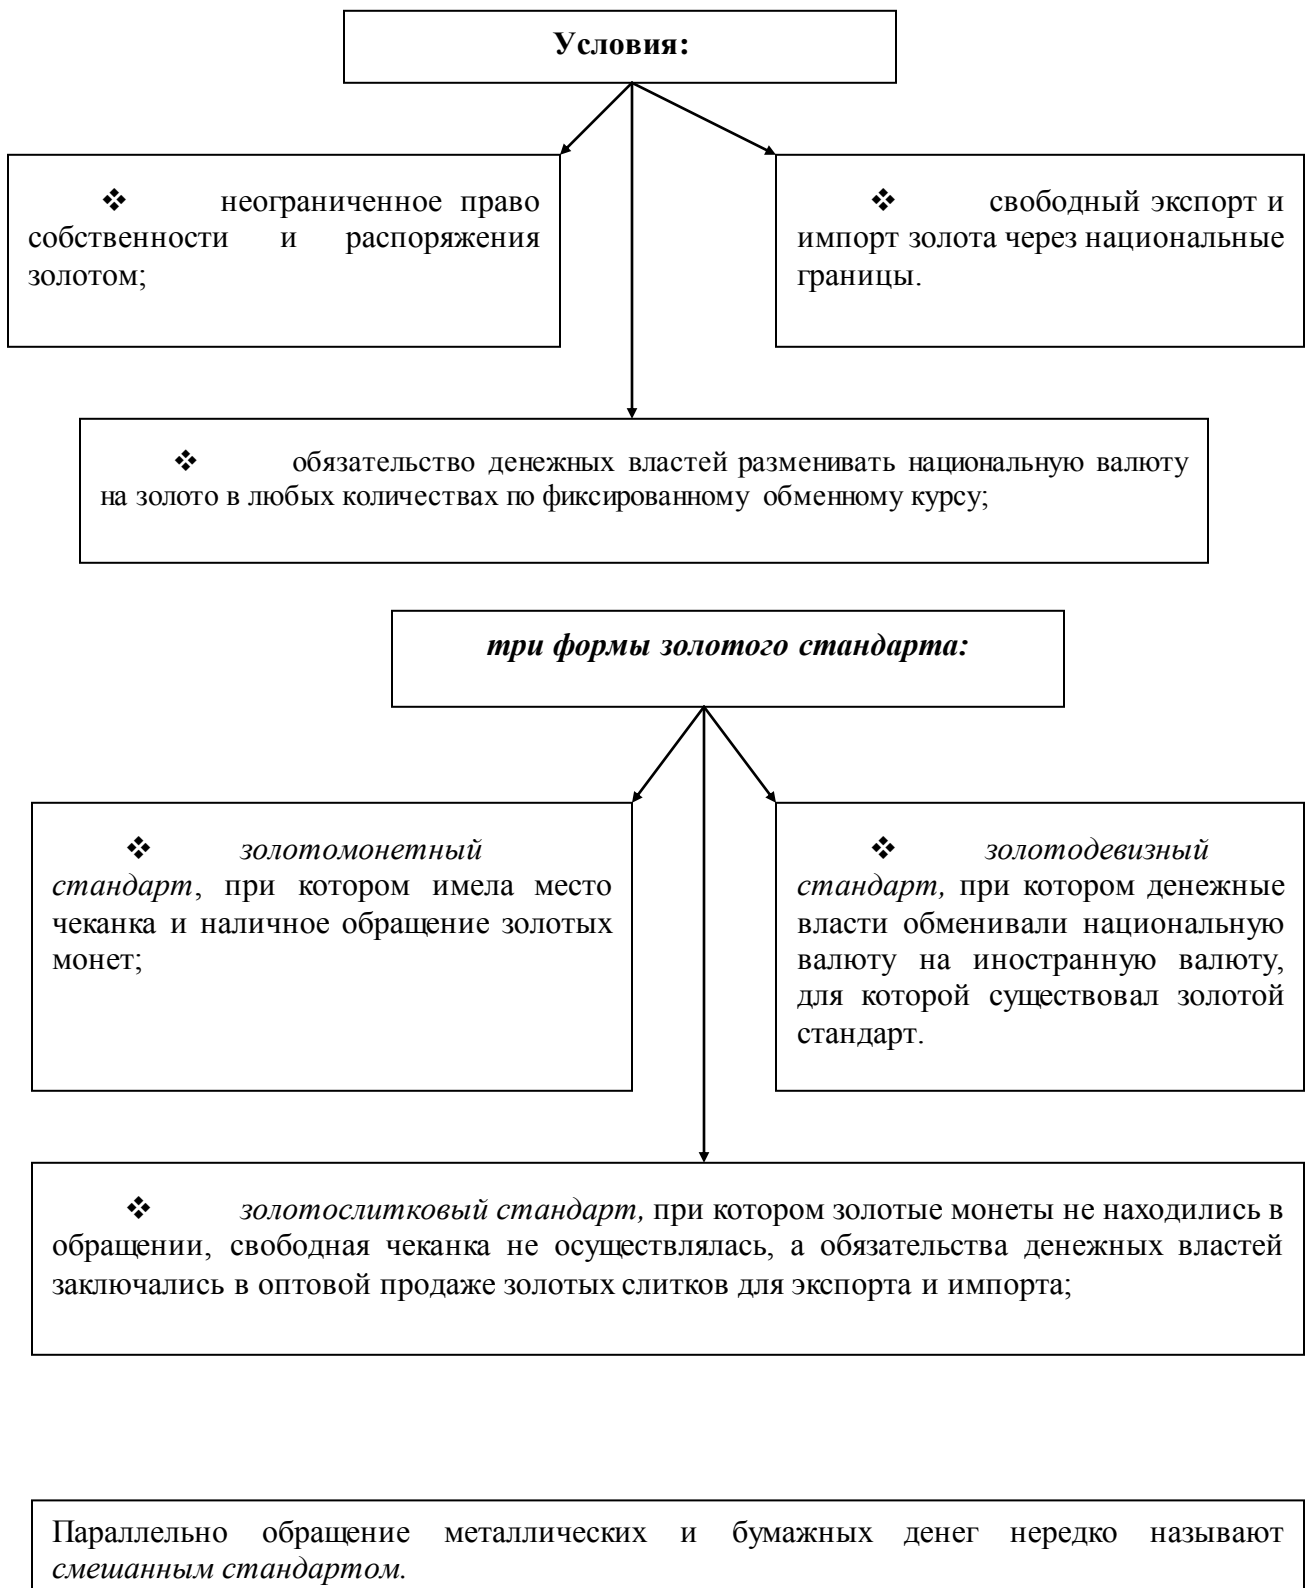 Условия:
❖ неограниченное право
собственности и распоряжения
золотом;
❖ свободный экспорт и
импорт золота через национальные
границы.
❖ обязательство денежных властей разменивать национальную валюту
на золото в любых количествах по фиксированному обменному курсу;
три формы золотого стандарта:
❖ золотомонетный
стандарт, при котором имела место
чеканка и наличное обращение золотых
монет;
❖ золотодевизный
стандарт, при котором денежные
власти обменивали национальную
валюту на иностранную валюту,
для которой существовал золотой
стандарт.
❖ золотослитковый стандарт, при котором золотые монеты не находились в
обращении, свободная чеканка не осуществлялась, а обязательства денежных властей
заключались в оптовой продаже золотых слитков для экспорта и импорта;
Параллельно обращение металлических и бумажных денег нередко называют
смешанным стандартом.